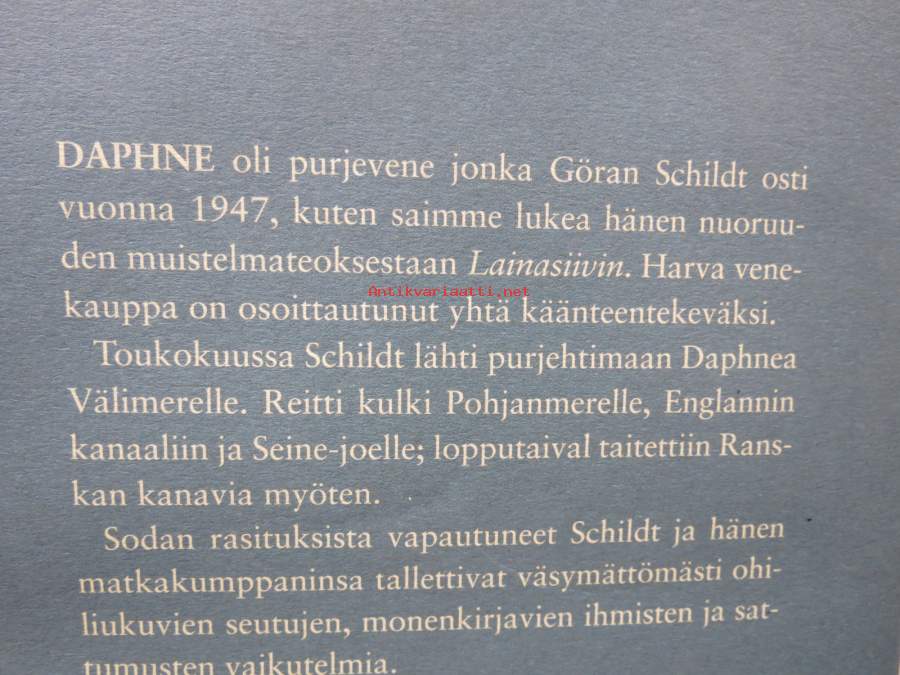 DAPHNE oli purjevene jonka Göran Schildt osti
vuonna 1947, kuten saimme lukea hänen nuoruu-
den muistelmateoksestaan Lainasiivin. Harva vene-
Antikvariaatti.net
kauppa on osoittautunut yhtä käänteentekeväksi.
Toukokuussa Schildt lähti purjehtimaan Daphnea
Välimerelle. Reitti kulki Pohjanmerelle, Englannin
kanaaliin ja Seine-joelle; lopputaival taitettiin Rans-
kan kanavia myöten.
Sodan rasituksista vapautuneet Schildt ja hänen
matkakumppaninsa tallettivat väsymättömästi ohi-
liukuvien seutujen, monenkirjavien ihmisten ja sat-
tumusten vaikutelmia.